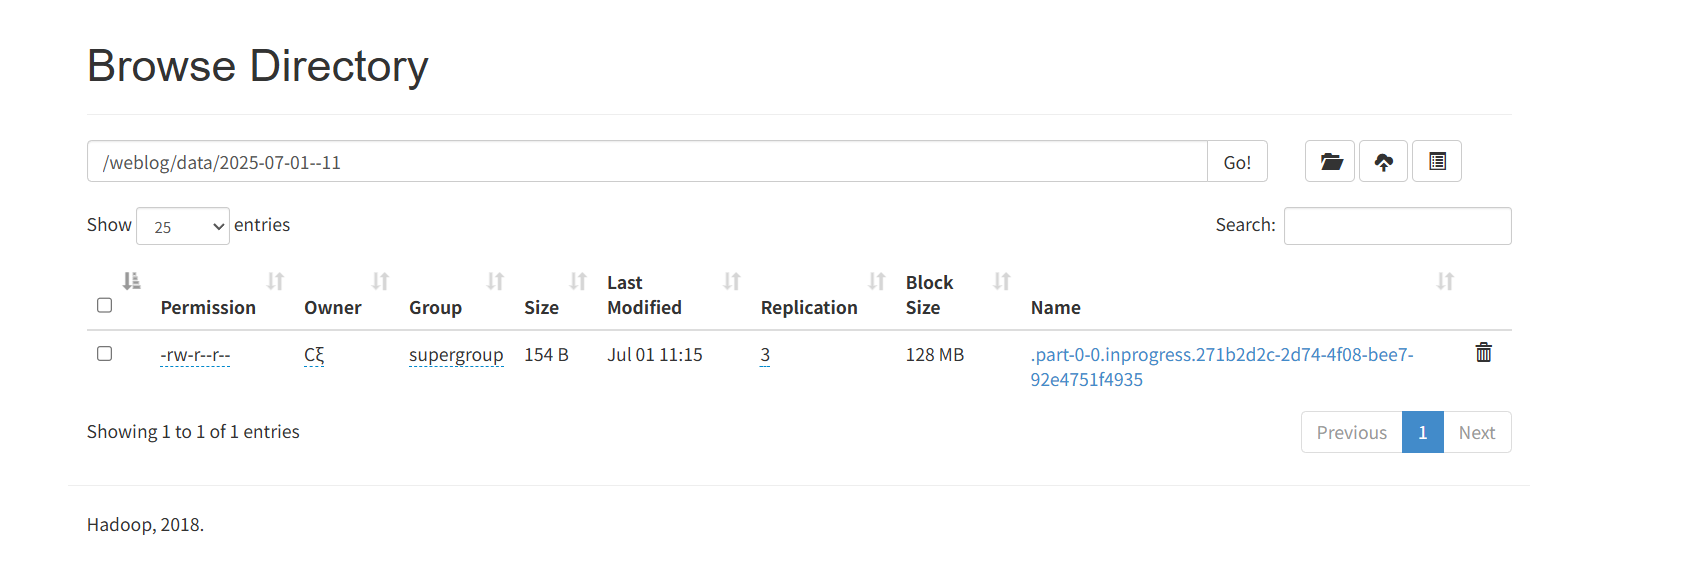 Browse Directory
/weblog/data/2025-07-01--11
Go!
Show 25 entries
Search:
Permission Owner Group Size Last Modified Replication Block Size Name
-rw-r--r-- Cξ supergroup 154 B Jul 01 11:15 3 128 MB .part-0-0.inprogress.271b2d2c-2d74-4f08-bee7-
92e4751f4935
Showing 1 to 1 of 1 entries
Previous 1 Next
Hadoop, 2018.